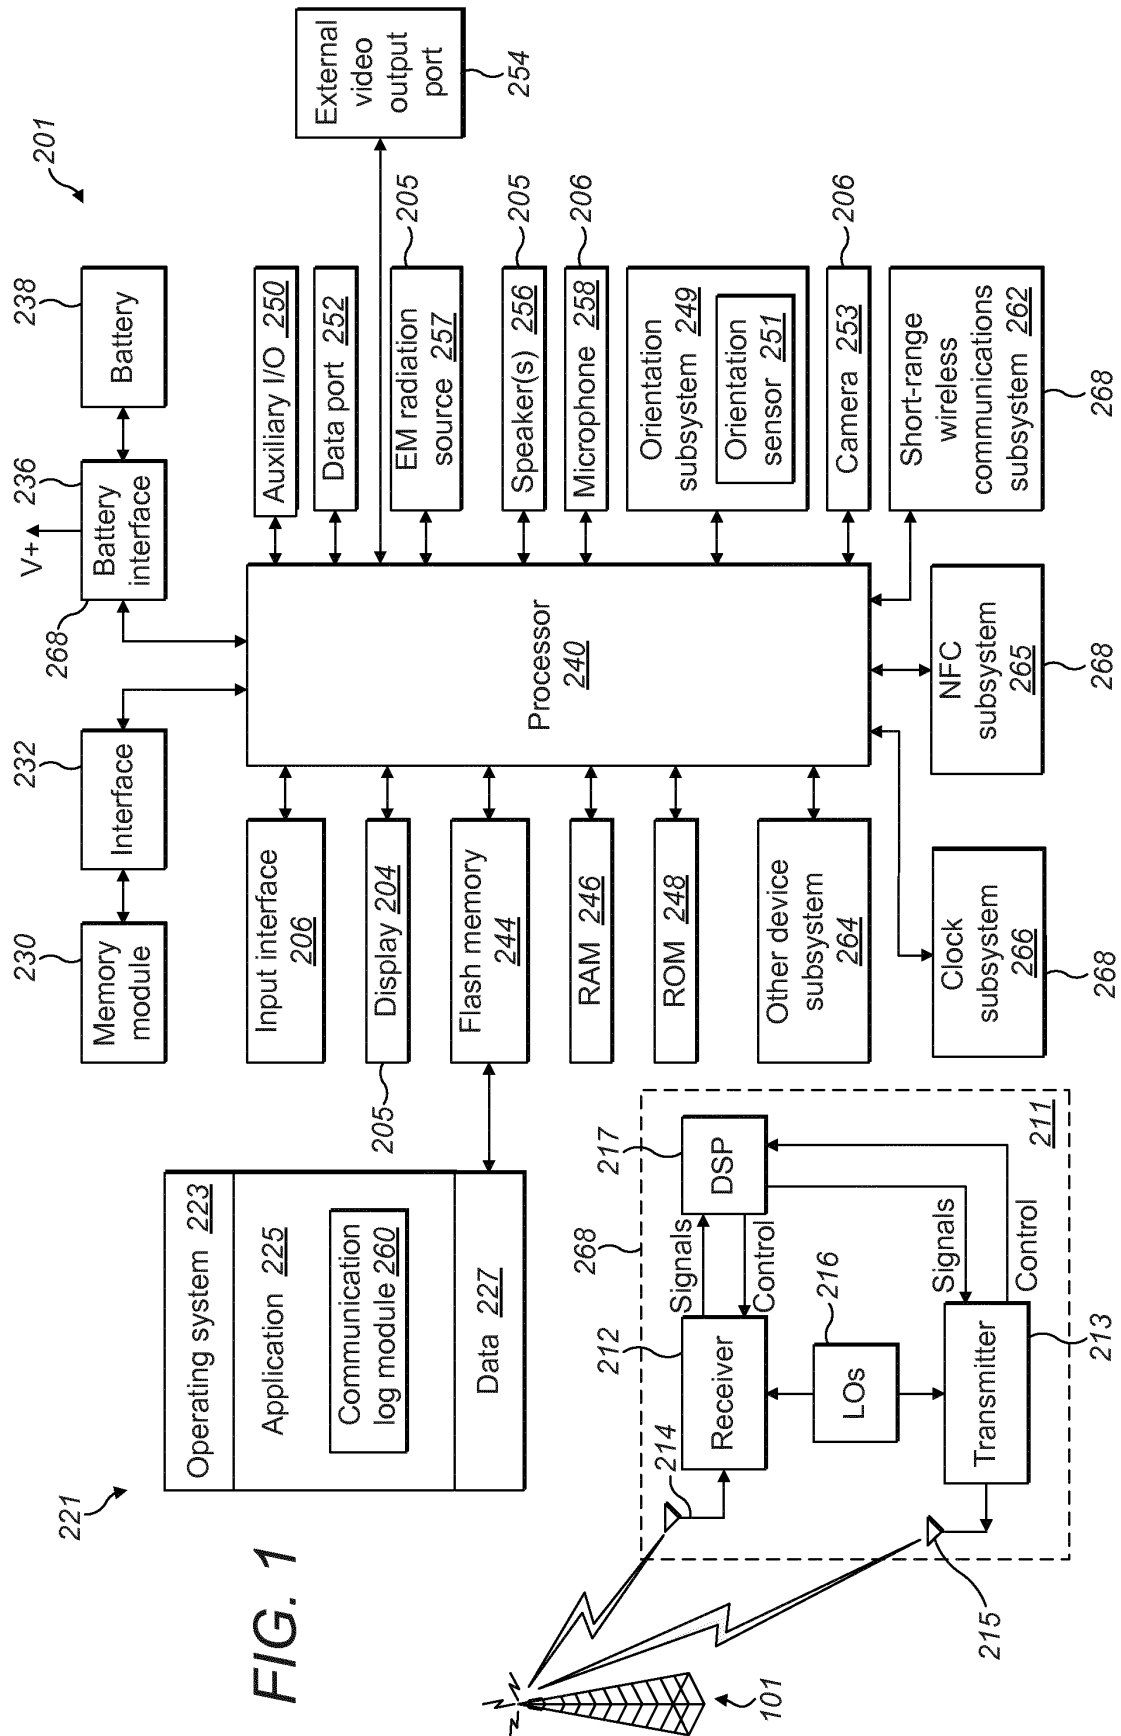 FIG. 1
201
221
Operating system 223
Application 225
Communication
log module 260
Data 227
230
Memory
module
232
Interface
V+
236
268
Battery
interface
238
Battery
Input interface
206
Display 204
205
Flash memory
244
RAM 246
ROM 248
Other device
subsystem
264
Processor
240
Auxiliary I/O 250
Data port 252
External
video
output
port
254
EM radiation
source 257
205
Speaker(s) 256
205
Microphone 258
206
Orientation
subsystem 249
Orientation
sensor 251
Camera 253
206
Short-range
wireless
communications
subsystem 262
268
NFC
subsystem
265
268
Clock
subsystem
266
268
101
268
211
214
212
Receiver
Signals
Control
217
DSP
216
LOs
215
Transmitter
213
Signals
Control